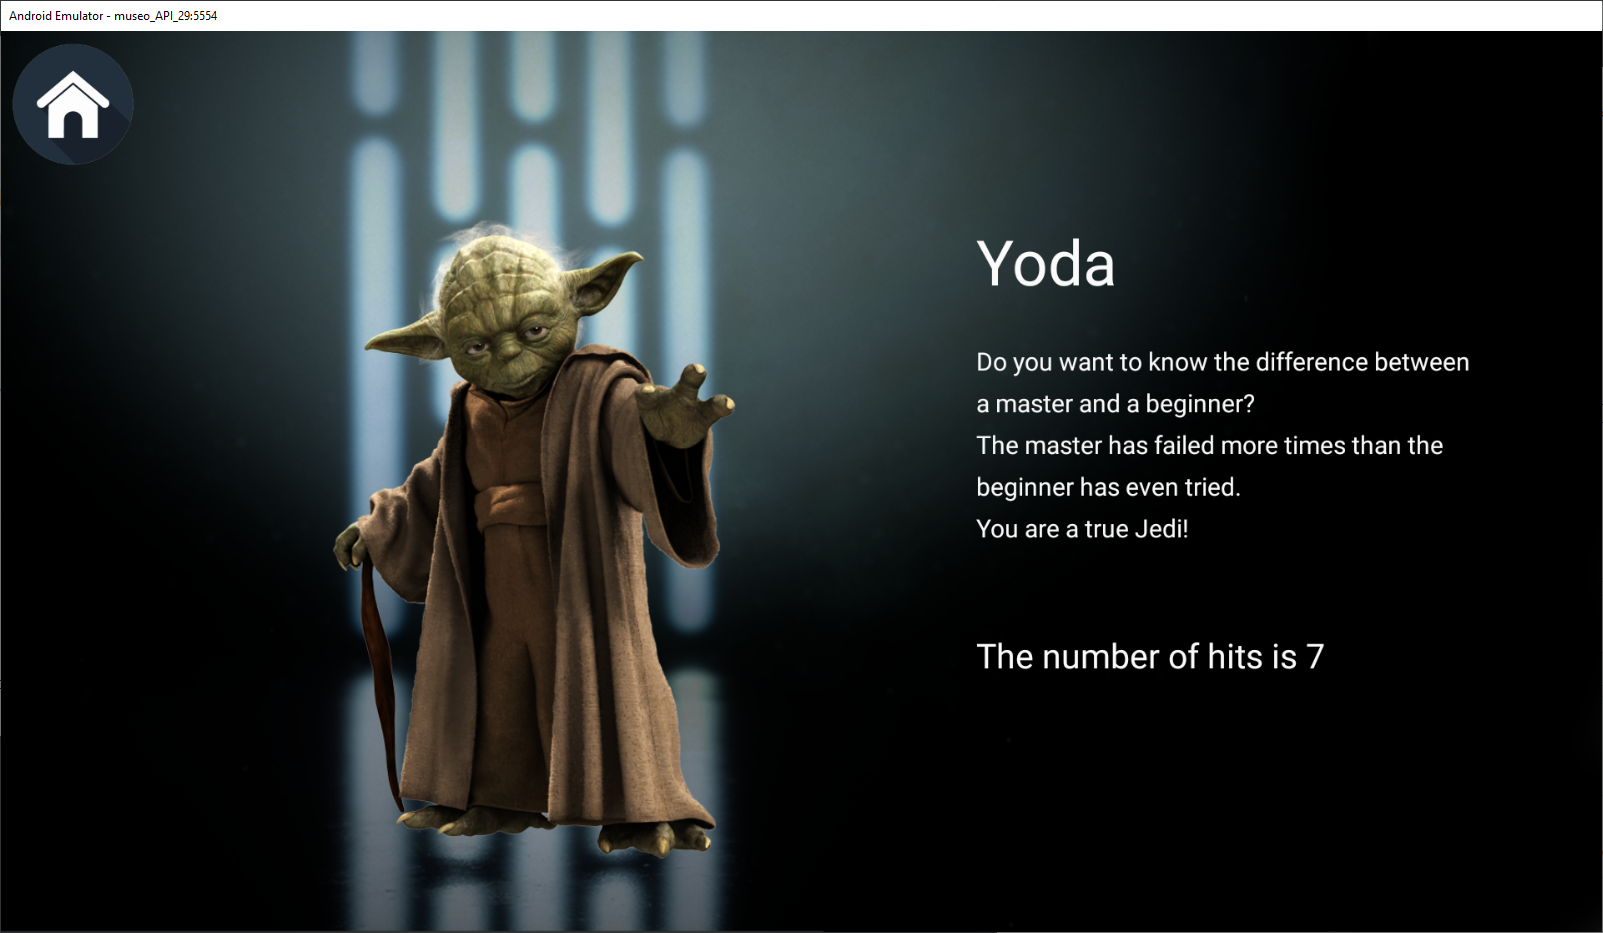 Android Emulator - museo_API_29:5554
Yoda
Do you want to know the difference between
a master and a beginner?
The master has failed more times than the
beginner has even tried.
You are a true Jedi!
The number of hits is 7